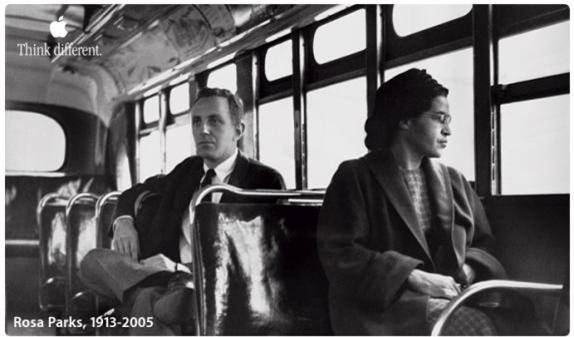 Think different.
Rosa Parks, 1913-2005